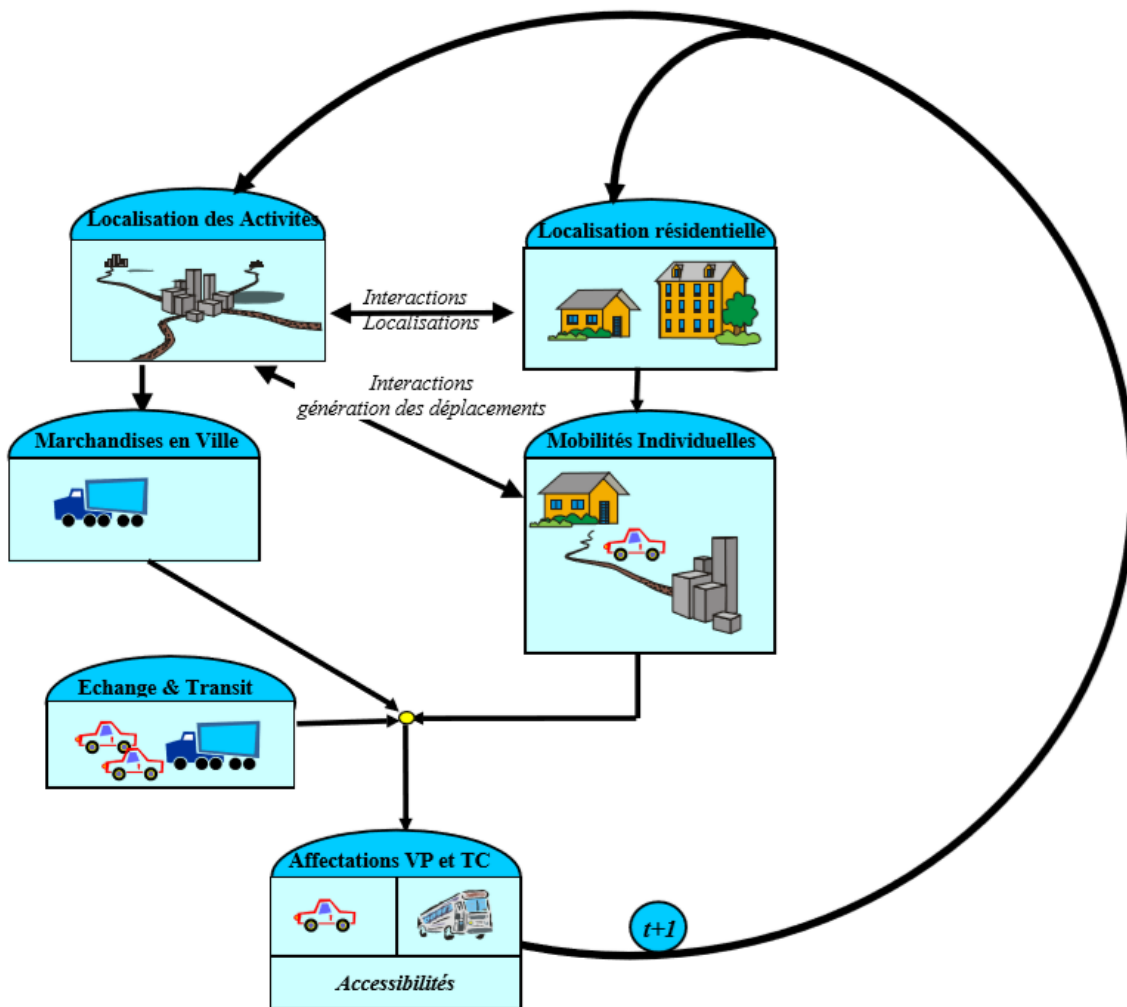 Localisation des Activités
Localisation résidentielle
Interactions
Localisations
Interactions
génération des déplacements
Marchandises en Ville
Mobilités Individuelles
Echange & Transit
Affectations VP et TC
t+1
Accessibilités